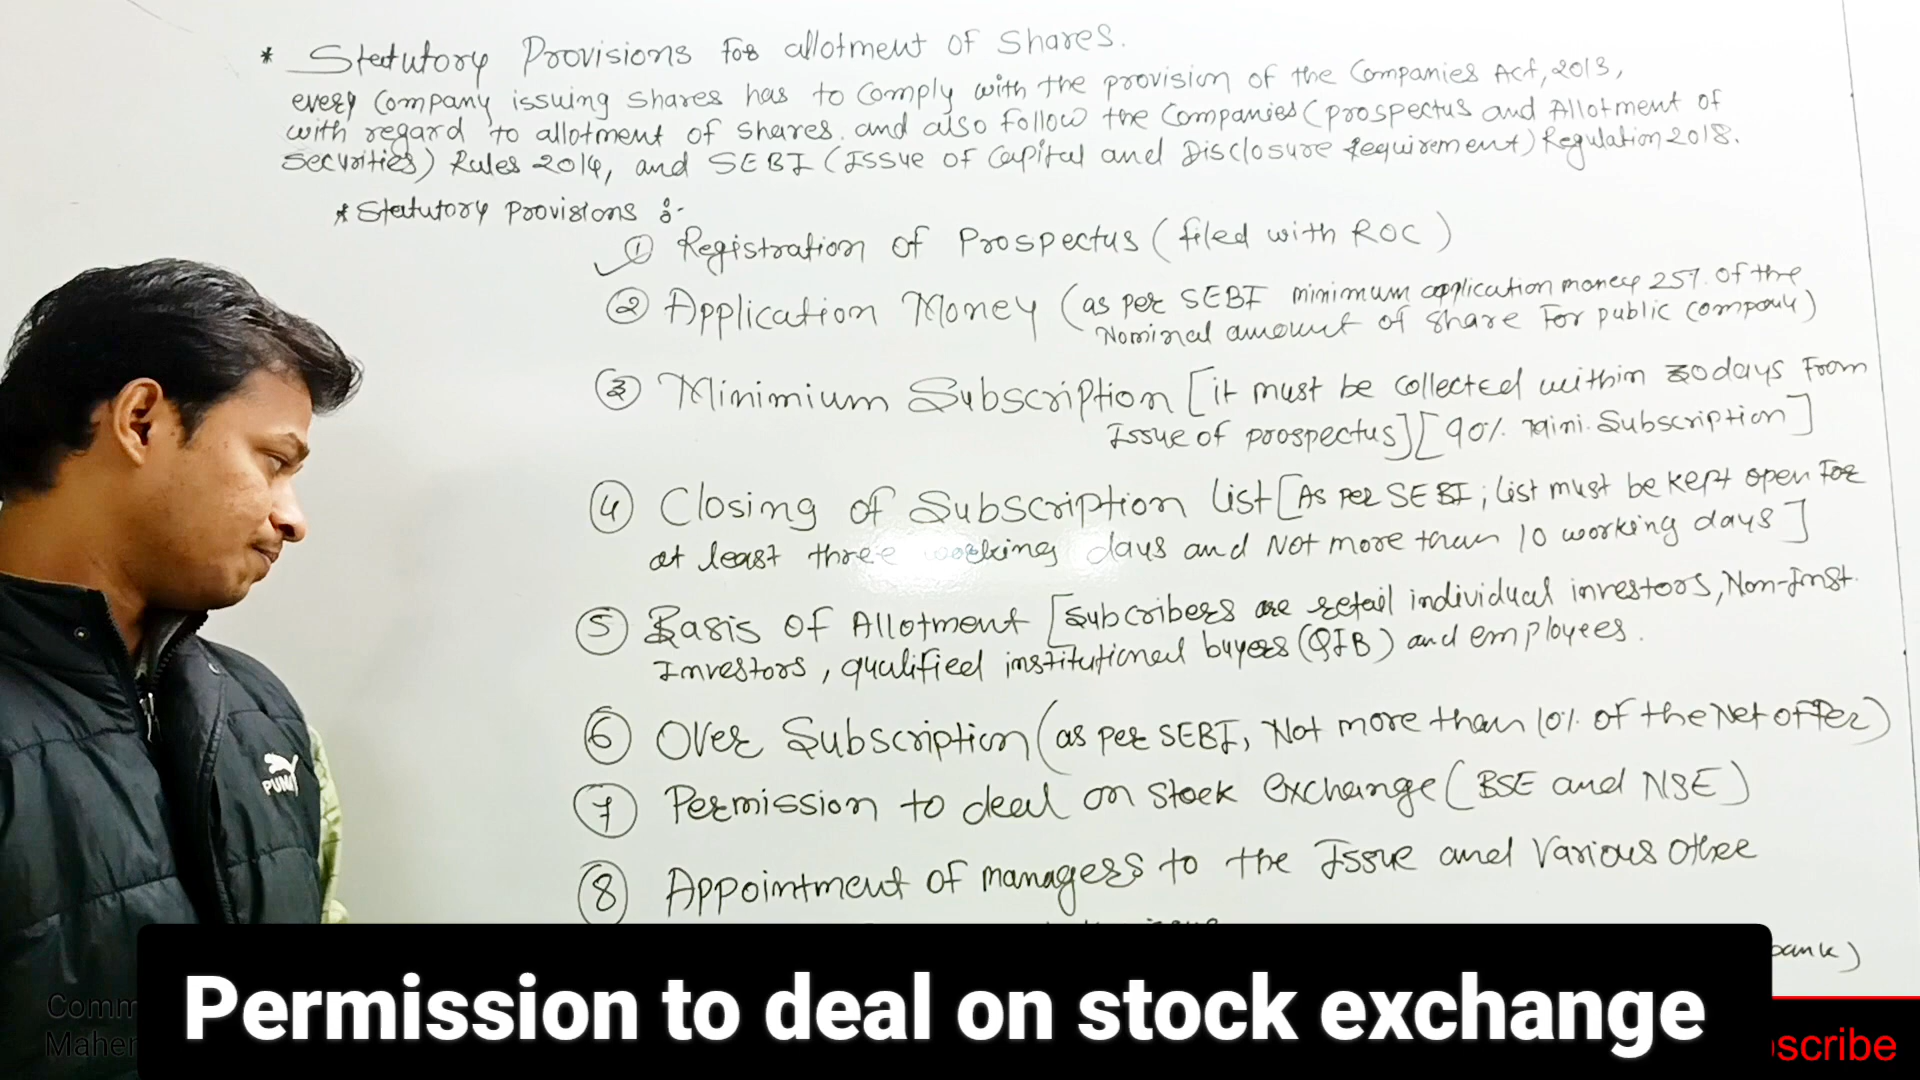 * Statutory Provisions For allotment of Shares.
every Company issuing shares has to comply with the provision of the Companies Act, 2013,
with regard to allotment of shares. and also follow the Companies (prospectus and Allotment of
Securities) Rules 2014, and SEBI (Issue of Capital and Disclosure Requirement) Regulation 2018.
* Statutory Provisions :-
① Registration of Prospectus (filed with ROC)
② Application Money (as per SEBI minimum application money 25% of the
Nominal amount of share For public company)
③ Minimium Subscription [it must be collected within 30 days From
Issue of prospectus] [90% mini. Subscription]
④ Closing of Subscription list [As per SEBI; list must be kept open For
at least three working days and Not more than 10 working days]
⑤ Basis of Allotment [Subcribers are retail individual investors, Non-Inst.
Investors, qualified institutional buyers (QIB) and employees.
⑥ Over Subscription (as per SEBI, Not more than 10% of the Net offer)
⑦ Permission to deal on stock exchange (BSE and NSE)
⑧ Appointment of managers to the Issue and Various other
bank)
Permission to deal on stock exchange
Comm
Maher
scribe
PUMA